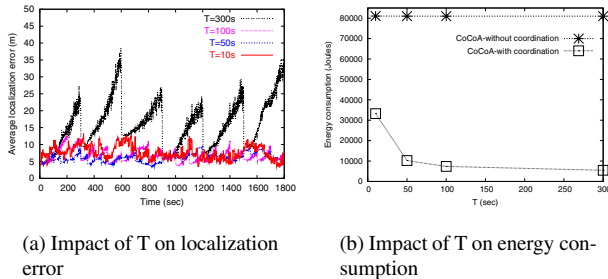 50
45
40
35
30
25
20
15
10
5
0
Average localization error (m)
T=300s
T=100s
T=50s
T=10s
0 200 400 600 800 1000 1200 1400 1600 1800
Time (sec)
(a) Impact of T on localization
error
80000
70000
60000
50000
40000
30000
20000
10000
0
Energy consumption (Joules)
CoCoA-without coordination
CoCoA-with coordination
0 50 100 150 200 250 300
T (sec)
(b) Impact of T on energy con-
sumption